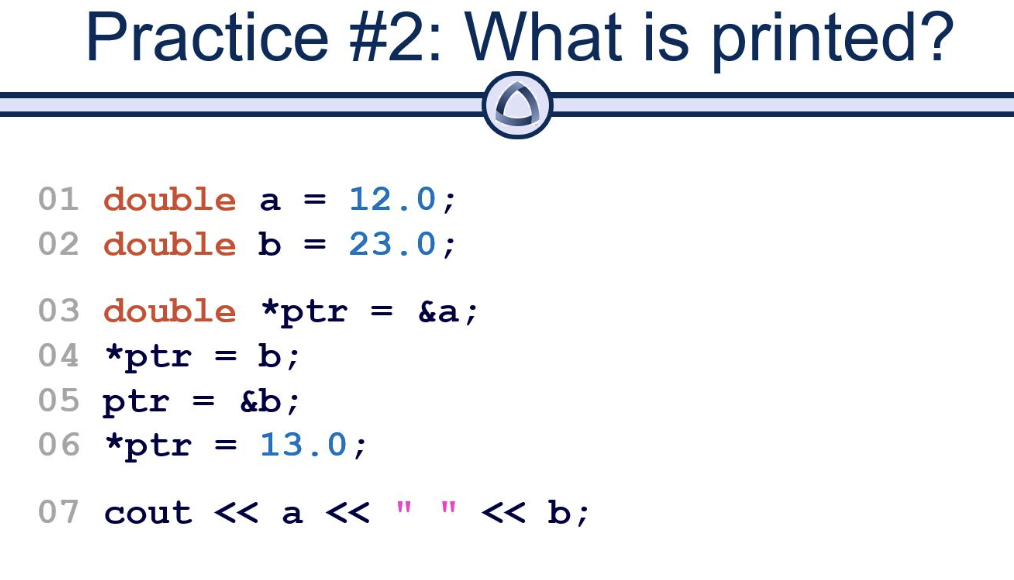 Practice #2: What is printed?
01 double a = 12.0;
02 double b = 23.0;
03 double *ptr = &a;
04 *ptr = b;
05 ptr = &b;
06 *ptr = 13.0;
07 cout << a << " " << b;